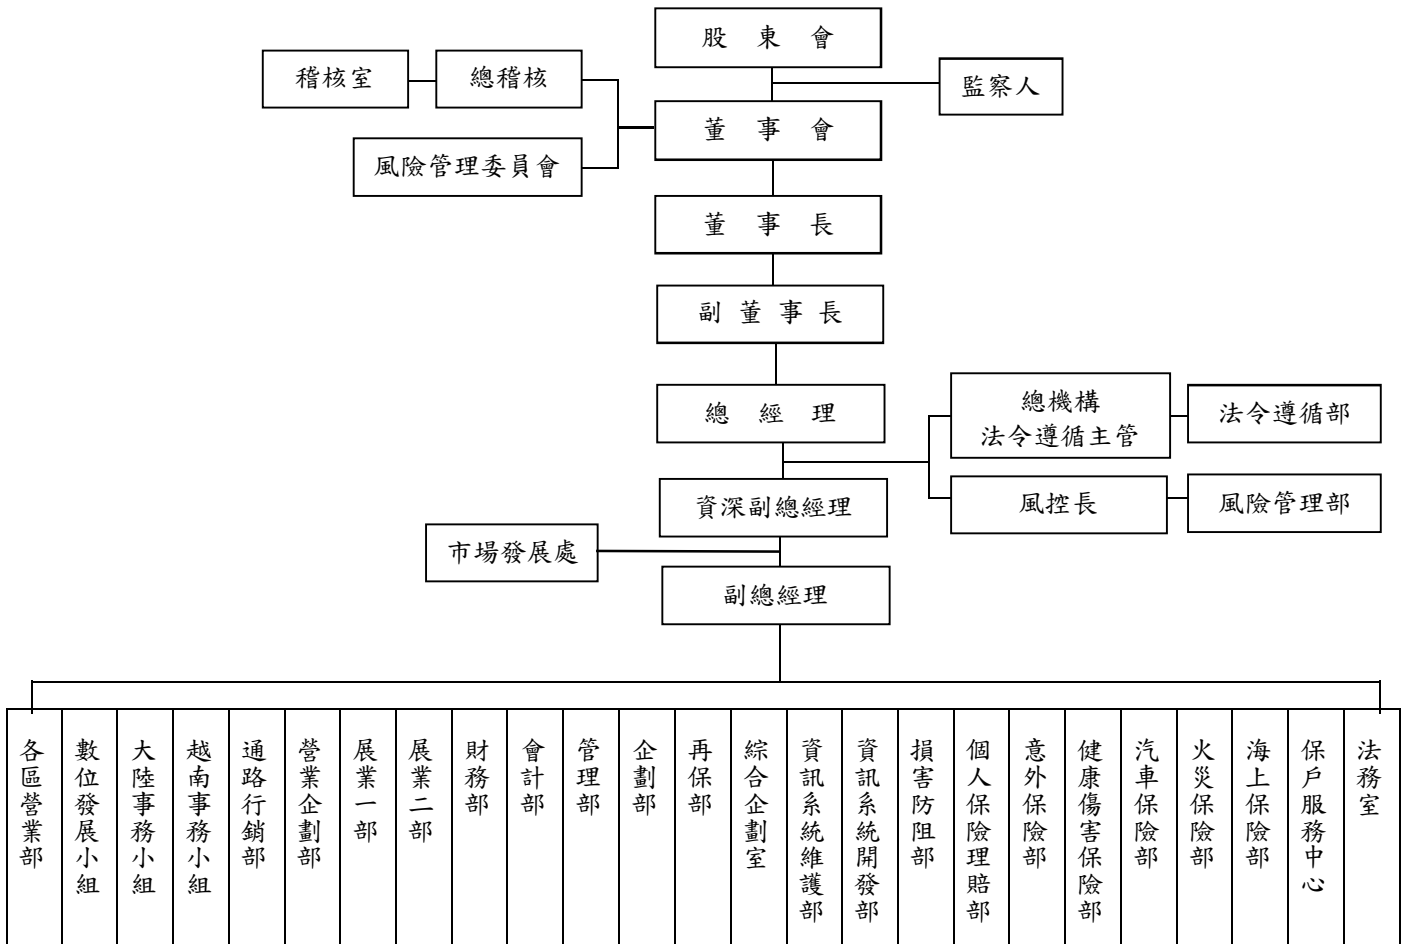 股東會
稽核室
總稽核
監察人
董事會
風險管理委員會
董事長
副董事長
總經理
總機構
法令遵循主管
法令遵循部
資深副總經理
風控長
風險管理部
市場發展處
副總經理
各區營業部
數位發展小組
大陸事務小組
越南事務小組
通路行銷部
營業企劃部
展業一部
展業二部
財務部
會計部
管理部
企劃部
再保部
綜合企劃室
資訊系統維護部
資訊系統開發部
損害防阻部
個人保險理賠部
意外保險部
健康傷害保險部
汽車保險部
火災保險部
海上保險部
保戶服務中心
法務室